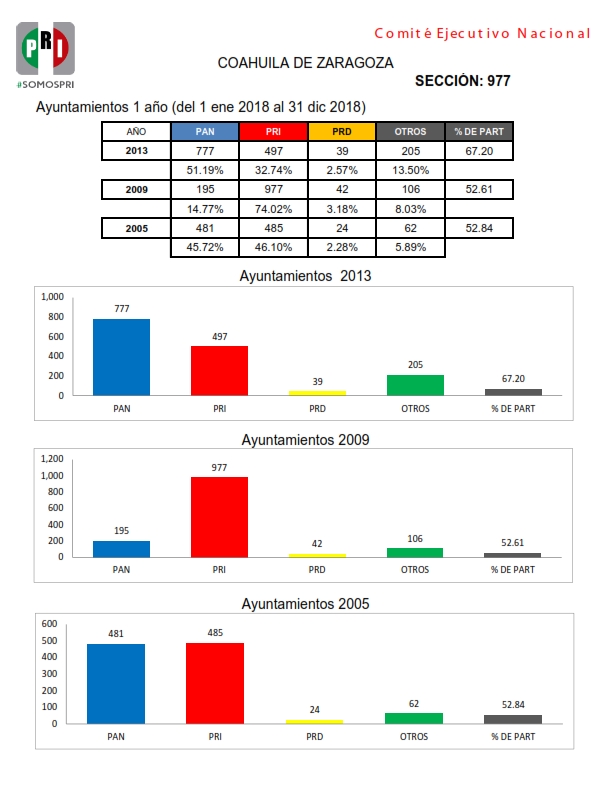 Comité Ejecutivo Nacional
PRI
#SOMOSPRI
COAHUILA DE ZARAGOZA
SECCIÓN: 977
Ayuntamientos 1 año (del 1 ene 2018 al 31 dic 2018)
AÑO PAN PRI PRD OTROS % DE PART
2013 777 497 39 205 67.20
51.19% 32.74% 2.57% 13.50%
2009 195 977 42 106 52.61
14.77% 74.02% 3.18% 8.03%
2005 481 485 24 62 52.84
45.72% 46.10% 2.28% 5.89%
Ayuntamientos 2013
1,000
800
600
400
200
0
777
497
39
205
67.20
PAN PRI PRD OTROS % DE PART
Ayuntamientos 2009
1,200
1,000
800
600
400
200
0
195
977
42
106
52.61
PAN PRI PRD OTROS % DE PART
Ayuntamientos 2005
600
500
400
300
200
100
0
481
485
24
62
52.84
PAN PRI PRD OTROS % DE PART